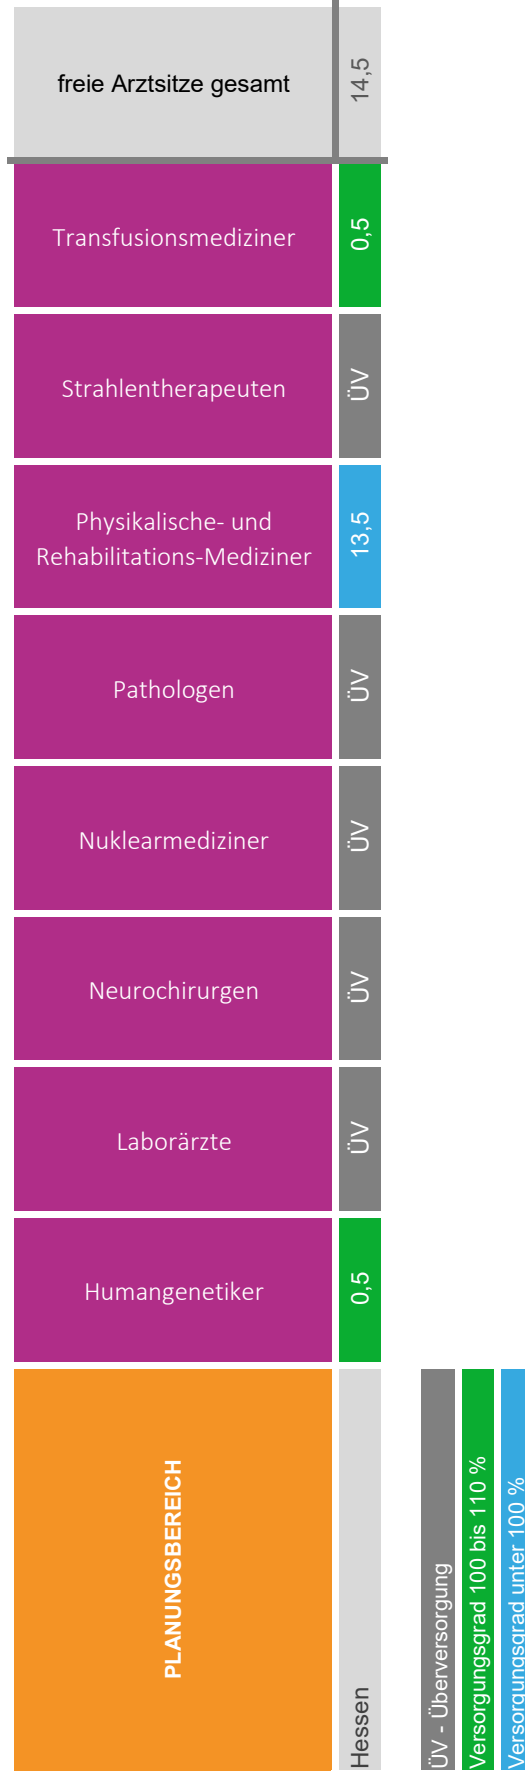 freie Arztsitze gesamt
14,5
Transfusionsmediziner
0,5
Strahlentherapeuten
ÜV
Physikalische- und
Rehabilitations-Mediziner
13,5
Pathologen
ÜV
Nuklearmediziner
ÜV
Neurochirurgen
ÜV
Laborärzte
ÜV
Humangenetiker
0,5
PLANUNGSBEREICH
Hessen
ÜV - Überversorgung
Versorgungsgrad 100 bis 110 %
Versorgungsgrad unter 100 %